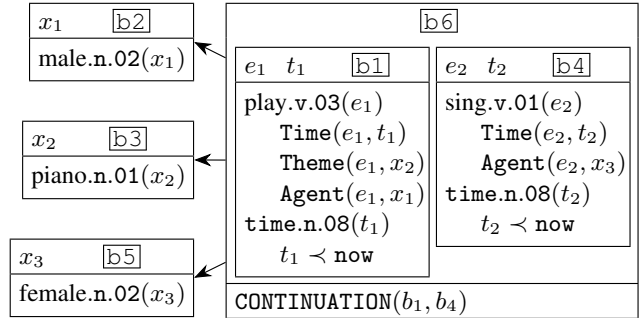 x₁ b2
male.n.02(x₁)
x₂ b3
piano.n.01(x₂)
x₃ b5
female.n.02(x₃)
b6
e₁ t₁ b1
play.v.03(e₁)
Time(e₁, t₁)
Theme(e₁, x₂)
Agent(e₁, x₁)
time.n.08(t₁)
t₁ ≺ now
e₂ t₂ b4
sing.v.01(e₂)
Time(e₂, t₂)
Agent(e₂, x₃)
time.n.08(t₂)
t₂ ≺ now
CONTINUATION(b₁, b₄)